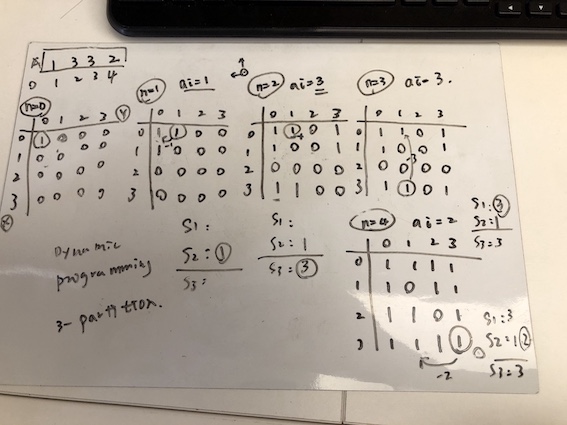 A 1 3 3 2
0 1 2 3 4
n=0
0 1 2 3 Y
0 1 0 0 0
1 0 0 0 0
2 0 0 0 0
3 0 0 0 0
X
n=1 ai=1
0 1 2 3
0 1 1 0 0
1 1 0 0 0
2 0 0 0 0
3 0 0 0 0
S1:
S2: 1
S3:
n=2 ai=3
0 1 2 3
0 1 1 0 1
1 1 0 0 1
2 0 0 0 0
3 1 1 0 0
S1:
S2: 1
S3: 3
n=3 ai=3.
0 1 2 3
0 1 1 0 1
1 1 0 0 1
2 0 0 0 0
3 1 1 0 1
-3
S1: 3
S2: 1
S3=3
n=4 ai=2
0 1 2 3
0 1 1 1 1
1 1 0 1 1
2 1 1 0 1
3 1 1 1 1
-2
S1:3
S2=1 2
S3=3
Dynamic
programming
3-partition.